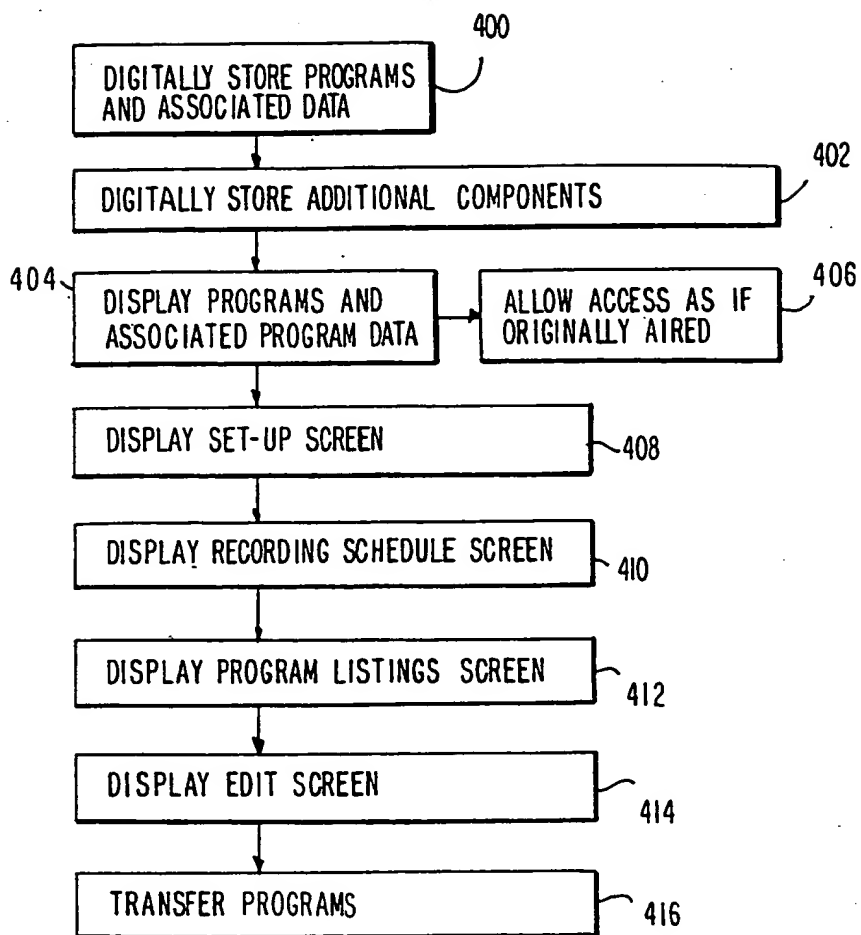 400
DIGITALLY STORE PROGRAMS
AND ASSOCIATED DATA
402
DIGITALLY STORE ADDITIONAL COMPONENTS
404
DISPLAY PROGRAMS AND
ASSOCIATED PROGRAM DATA
406
ALLOW ACCESS AS IF
ORIGINALLY AIRED
DISPLAY SET-UP SCREEN
408
DISPLAY RECORDING SCHEDULE SCREEN
410
DISPLAY PROGRAM LISTINGS SCREEN
412
DISPLAY EDIT SCREEN
414
TRANSFER PROGRAMS
416